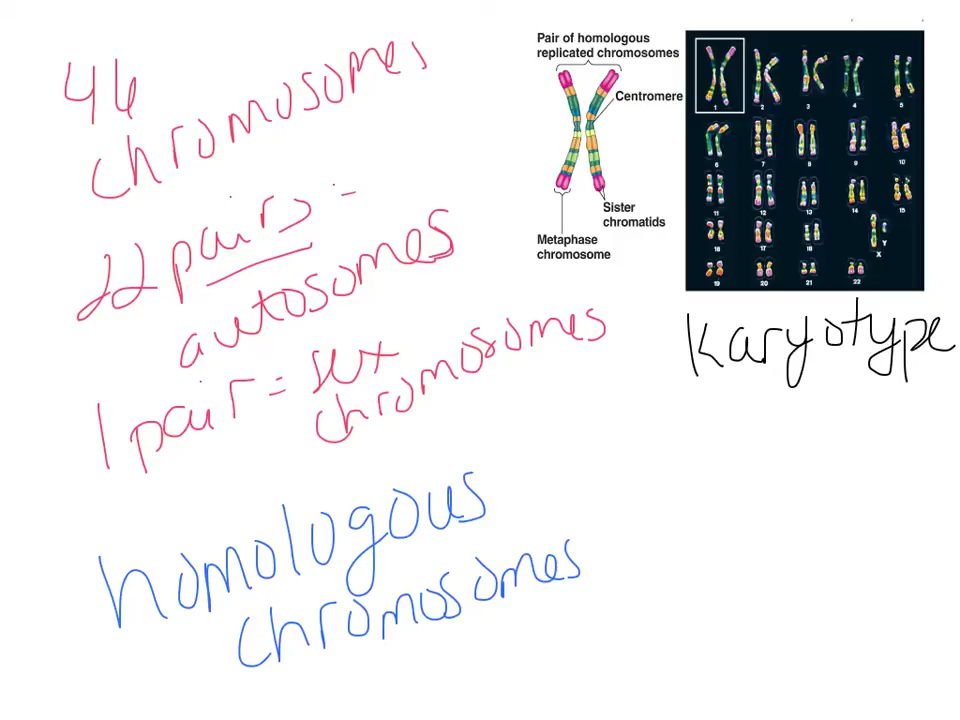 46
chromosomes
22 pairs =
autosomes
1 pair = sex
chromosomes
homologous
chromosomes
Pair of homologous
replicated chromosomes
Centromere
Sister
chromatids
Metaphase
chromosome
1 2 3 4 5
6 7 8 9 10
11 12 13 14 15
16 17 18 Y
X
19 20 21 22
Karyotype